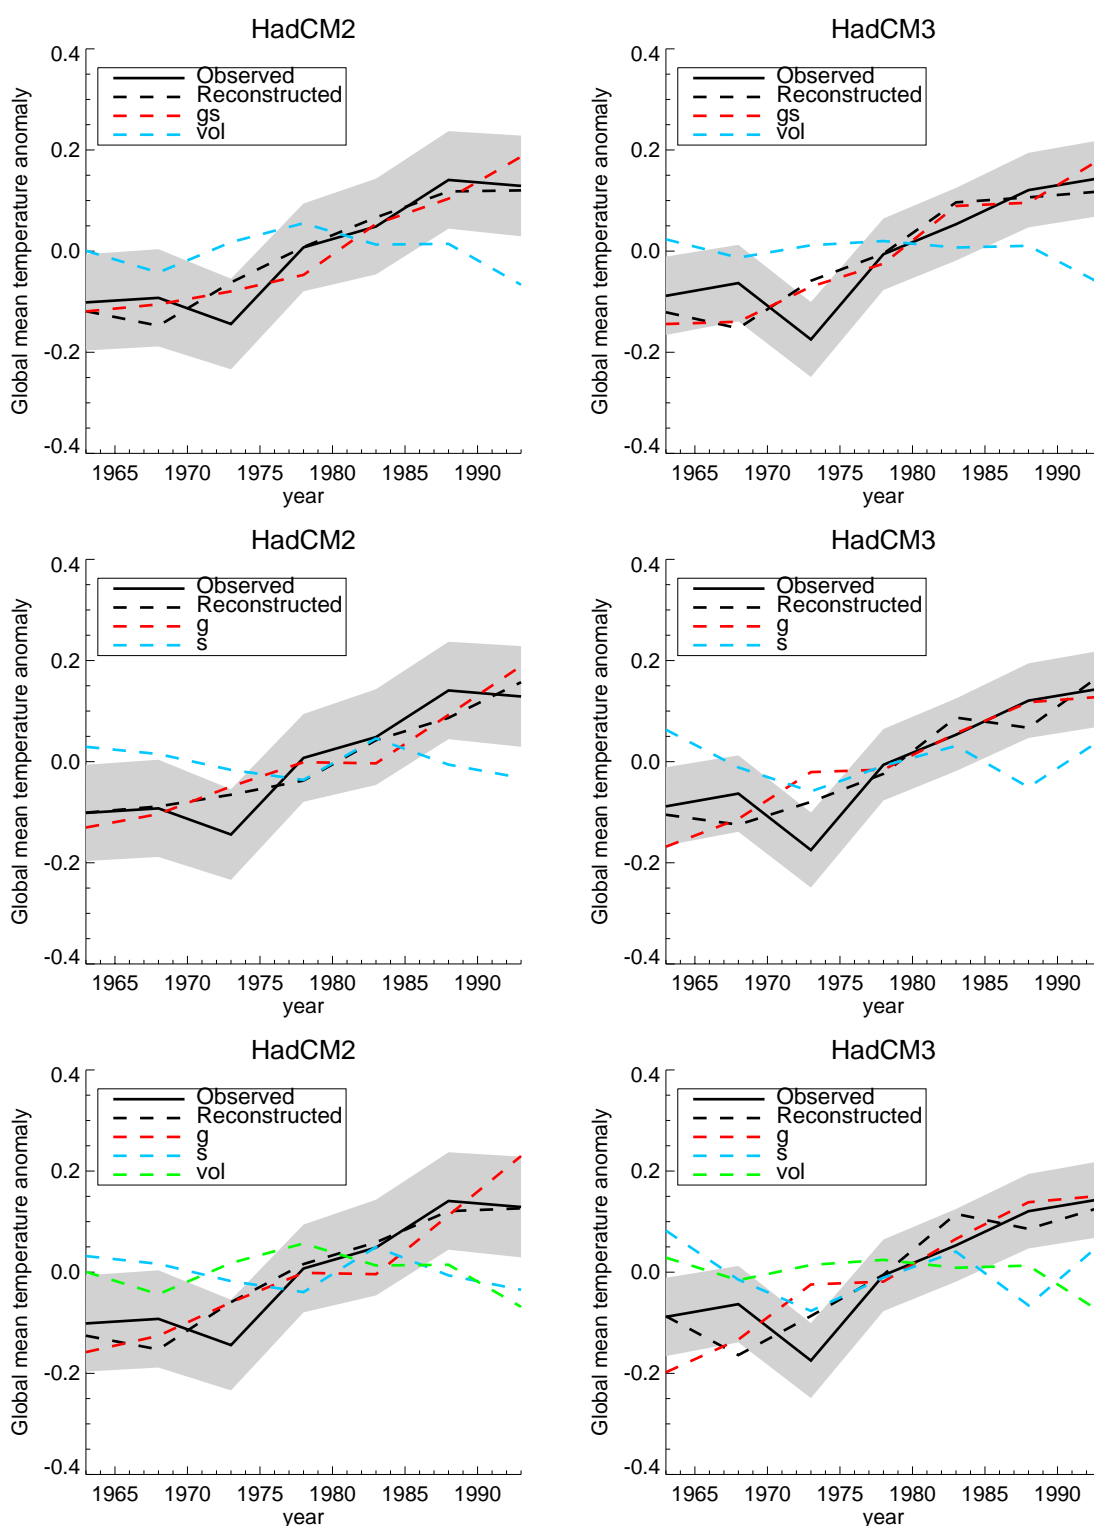 HadCM2
Global mean temperature anomaly
0.4
0.2
0.0
-0.2
-0.4
Observed
Reconstructed
gs
vol
1965 1970 1975 1980 1985 1990
year
HadCM3
Global mean temperature anomaly
0.4
0.2
0.0
-0.2
-0.4
Observed
Reconstructed
gs
vol
1965 1970 1975 1980 1985 1990
year
HadCM2
Global mean temperature anomaly
0.4
0.2
0.0
-0.2
-0.4
Observed
Reconstructed
g
s
1965 1970 1975 1980 1985 1990
year
HadCM3
Global mean temperature anomaly
0.4
0.2
0.0
-0.2
-0.4
Observed
Reconstructed
g
s
1965 1970 1975 1980 1985 1990
year
HadCM2
Global mean temperature anomaly
0.4
0.2
0.0
-0.2
-0.4
Observed
Reconstructed
g
s
vol
1965 1970 1975 1980 1985 1990
year
HadCM3
Global mean temperature anomaly
0.4
0.2
0.0
-0.2
-0.4
Observed
Reconstructed
g
s
vol
1965 1970 1975 1980 1985 1990
year